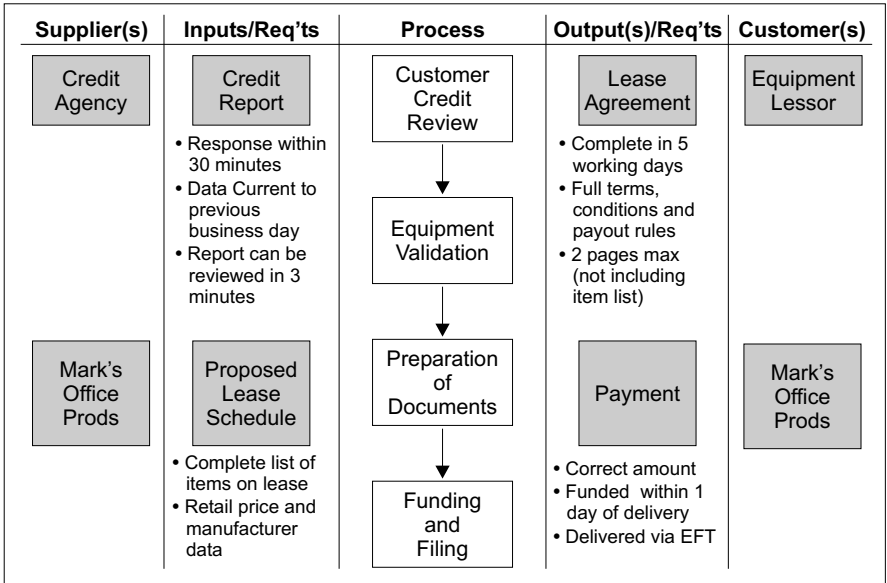 Supplier(s)
Inputs/Req'ts
Process
Output(s)/Req'ts
Customer(s)
Credit
Agency
Credit
Report
• Response within
30 minutes
• Data Current to
previous
business day
• Report can be
reviewed in 3
minutes
Customer
Credit
Review
Lease
Agreement
• Complete in 5
working days
• Full terms,
conditions and
payout rules
• 2 pages max
(not including
item list)
Equipment
Lessor
Equipment
Validation
Mark's
Office
Prods
Proposed
Lease
Schedule
• Complete list of
items on lease
• Retail price and
manufacturer
data
Preparation
of
Documents
Payment
• Correct amount
• Funded within 1
day of delivery
• Delivered via EFT
Mark's
Office
Prods
Funding
and
Filing